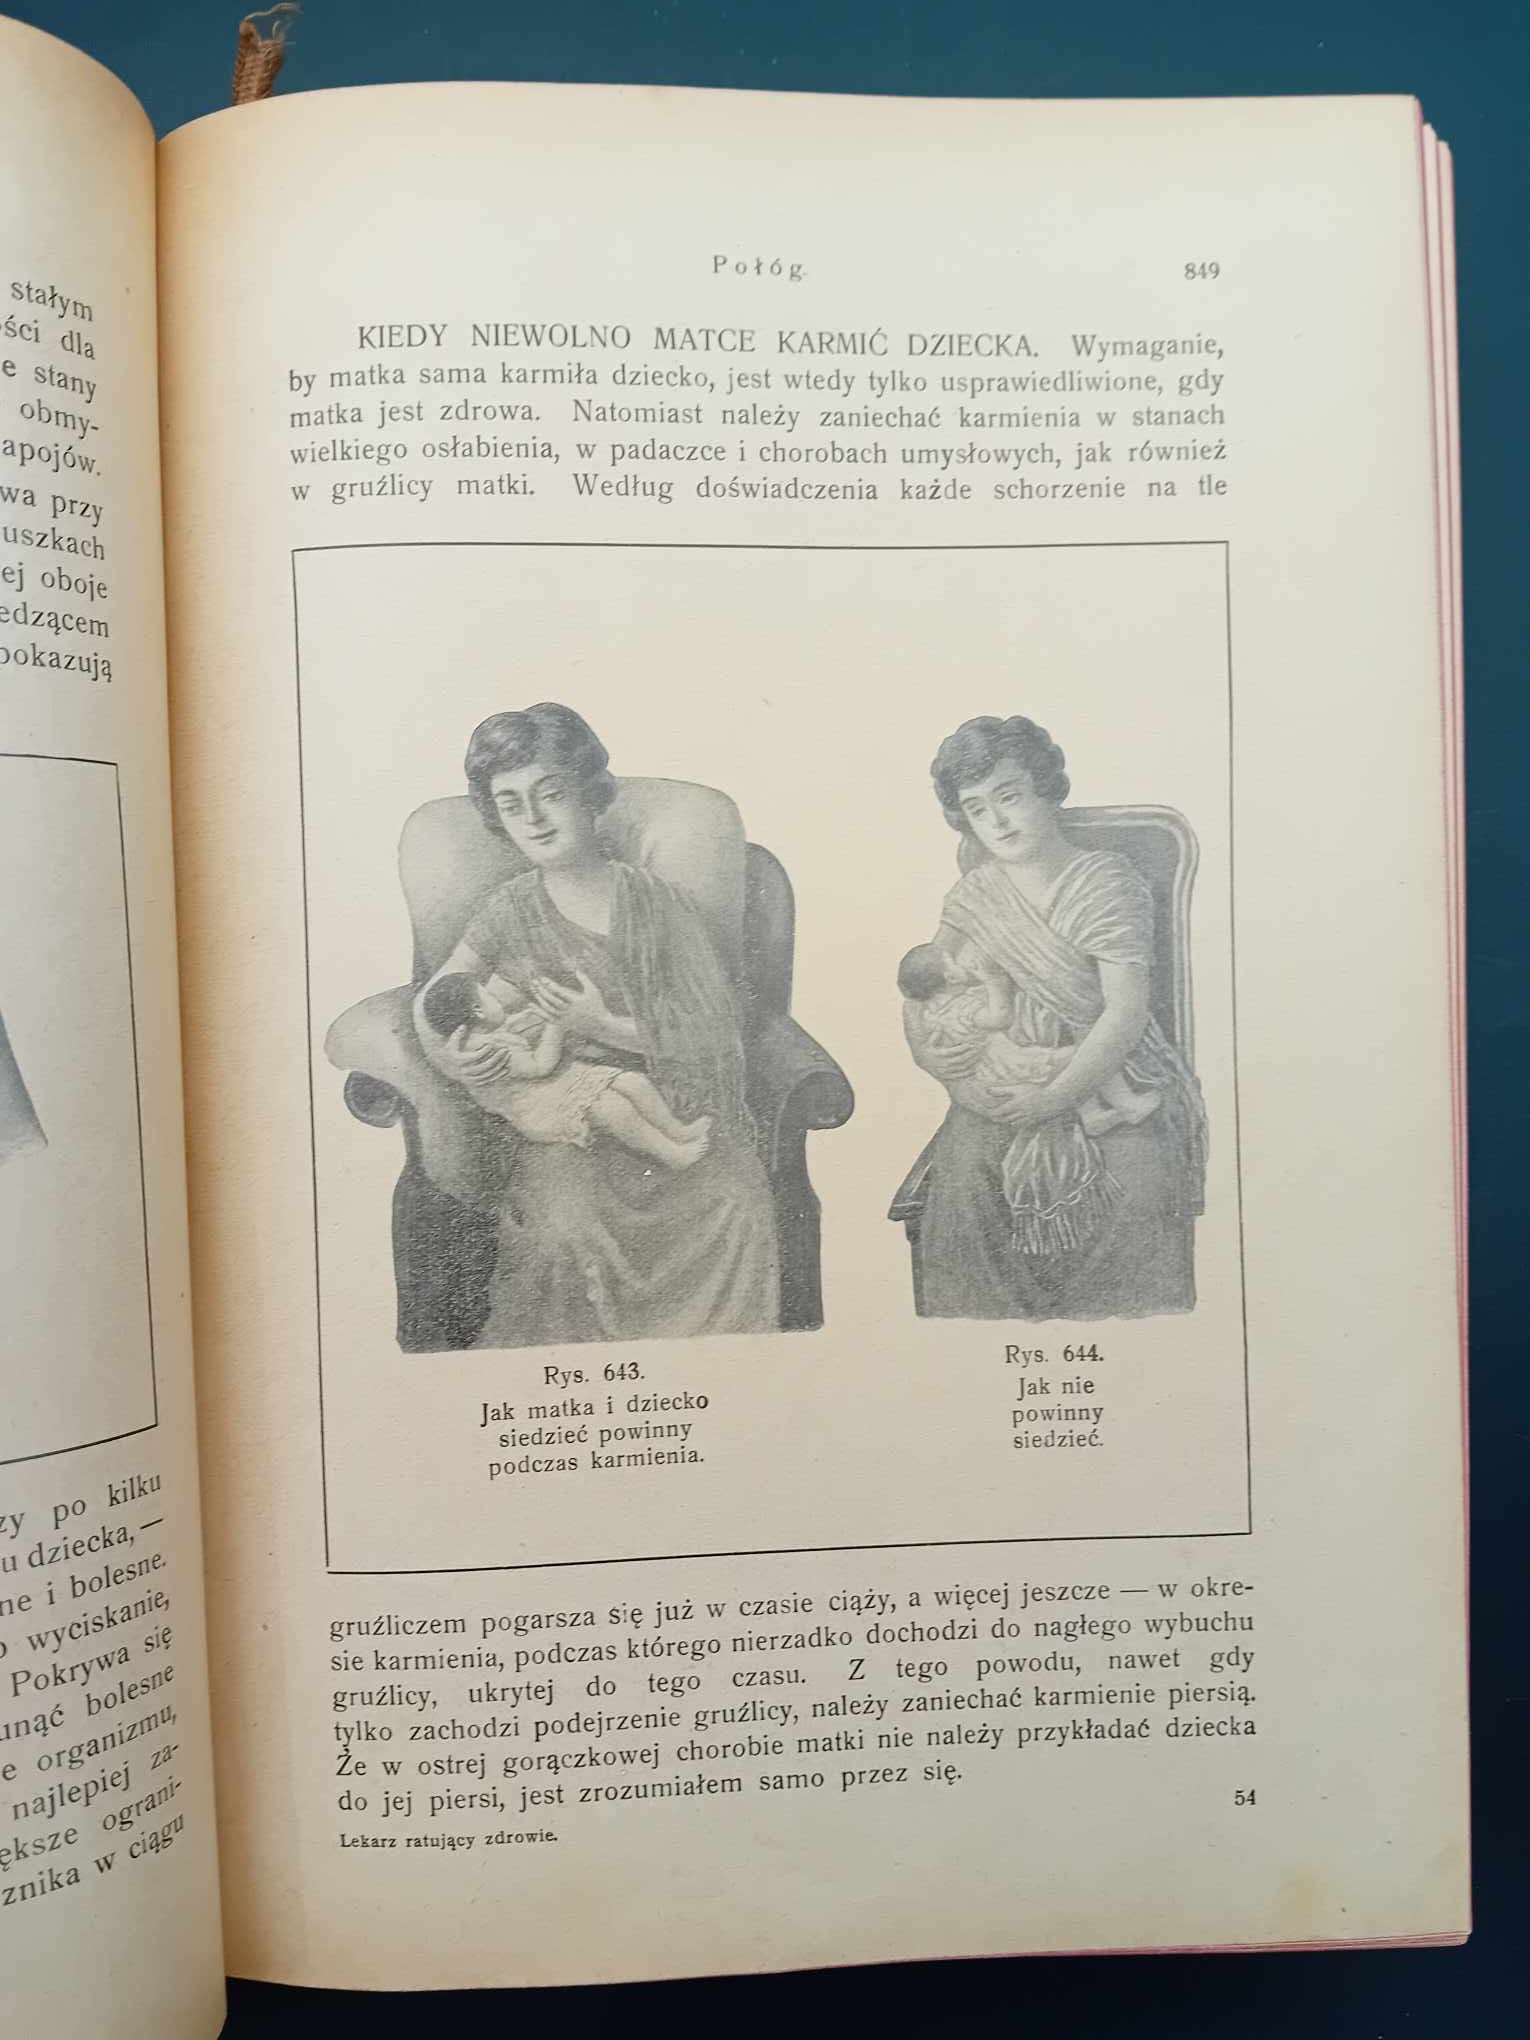 stałym
ści dla
e stany
obmy-
apojów.
wa przy
uszkach
ej oboje
edzącem
pokazują
zy po kilku
u dziecka, —
ne i bolesne.
wyciskanie,
Pokrywa się
unąć bolesne
e organizmu,
najlepiej za-
ększe ograni-
znika w ciągu
Połóg. 849
KIEDY NIEWOLNO MATCE KARMIĆ DZIECKA. Wymaganie,
by matka sama karmiła dziecko, jest wtedy tylko usprawiedliwione, gdy
matka jest zdrowa. Natomiast należy zaniechać karmienia w stanach
wielkiego osłabienia, w padaczce i chorobach umysłowych, jak również
w gruźlicy matki. Według doświadczenia każde schorzenie na tle
Rys. 643.
Jak matka i dziecko
siedzieć powinny
podczas karmienia.
Rys. 644.
Jak nie
powinny
siedzieć.
gruźliczem pogarsza się już w czasie ciąży, a więcej jeszcze — w okre-
sie karmienia, podczas którego nierzadko dochodzi do nagłego wybuchu
gruźlicy, ukrytej do tego czasu. Z tego powodu, nawet gdy
tylko zachodzi podejrzenie gruźlicy, należy zaniechać karmienie piersią.
Że w ostrej gorączkowej chorobie matki nie należy przykładać dziecka
do jej piersi, jest zrozumiałem samo przez się.
54
Lekarz ratujący zdrowie.